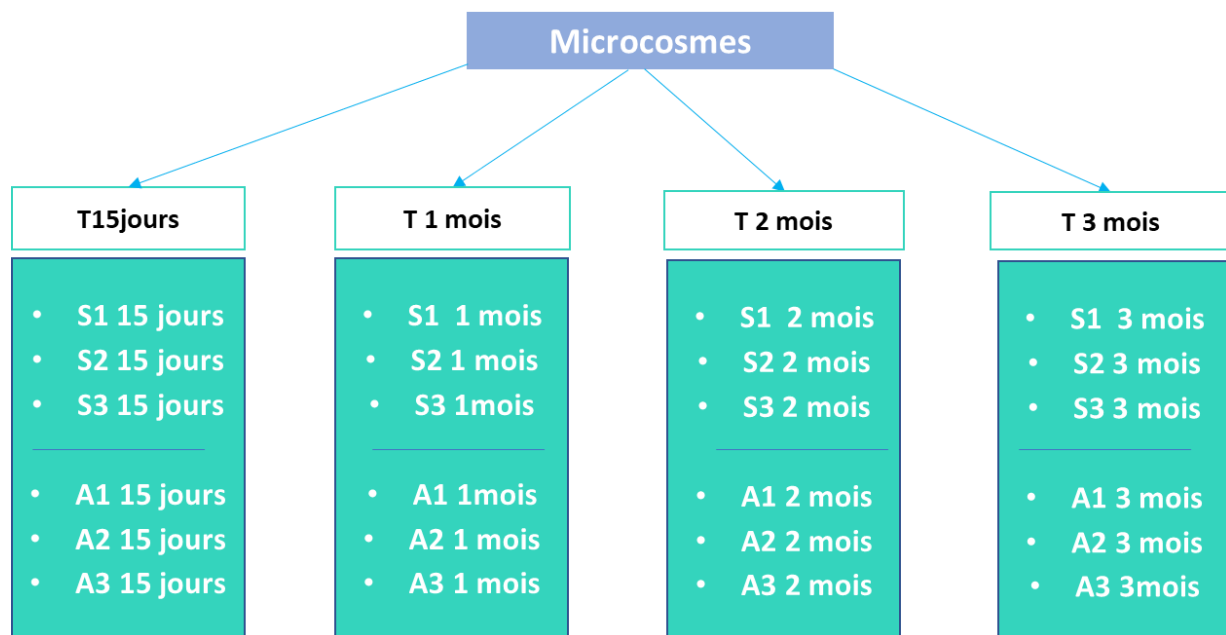 Microcosmes
T15jours
T 1 mois
T 2 mois
T 3 mois
• S1 15 jours
• S2 15 jours
• S3 15 jours
• A1 15 jours
• A2 15 jours
• A3 15 jours
• S1 1 mois
• S2 1 mois
• S3 1mois
• A1 1mois
• A2 1 mois
• A3 1 mois
• S1 2 mois
• S2 2 mois
• S3 2 mois
• A1 2 mois
• A2 2 mois
• A3 2 mois
• S1 3 mois
• S2 3 mois
• S3 3 mois
• A1 3 mois
• A2 3 mois
• A3 3mois